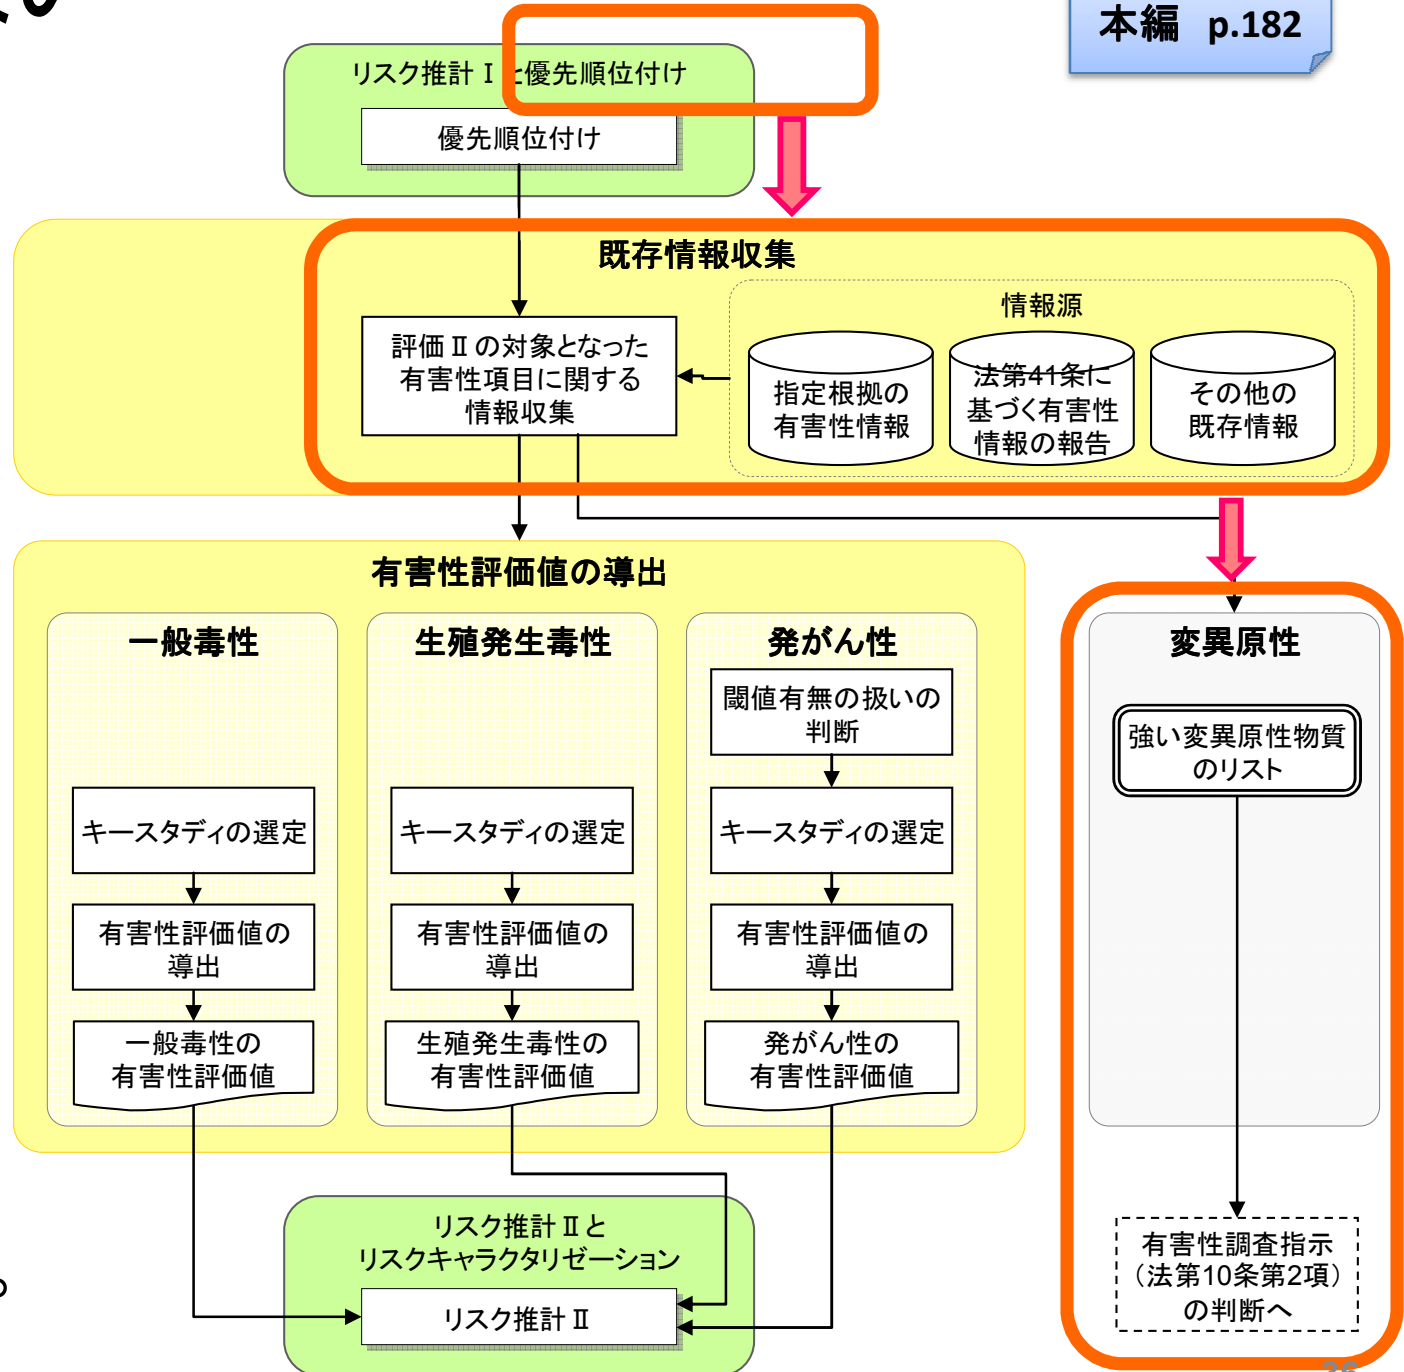 本編 p.182
リスク推計Ⅰと優先順位付け
優先順位付け
既存情報収集
情報源
評価Ⅱの対象となった
有害性項目に関する
情報収集
指定根拠の
有害性情報
法第41条に
基づく有害性
情報の報告
その他の
既存情報
有害性評価値の導出
一般毒性
キースタディの選定
有害性評価値の
導出
一般毒性の
有害性評価値
生殖発生毒性
キースタディの選定
有害性評価値の
導出
生殖発生毒性の
有害性評価値
発がん性
閾値有無の扱いの
判断
キースタディの選定
有害性評価値の
導出
発がん性の
有害性評価値
変異原性
強い変異原性物質
のリスト
有害性調査指示
（法第10条第2項）
の判断へ
リスク推計Ⅱと
リスクキャラクタリゼーション
リスク推計Ⅱ
。